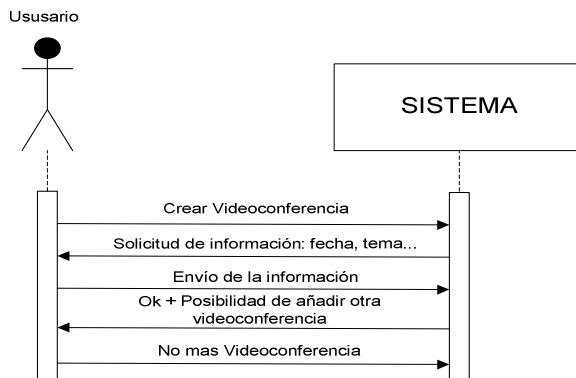 Ususario
SISTEMA
Crear Videoconferencia
Solicitud de información: fecha, tema...
Envío de la información
Ok + Posibilidad de añadir otra
videoconferencia
No mas Videoconferencia